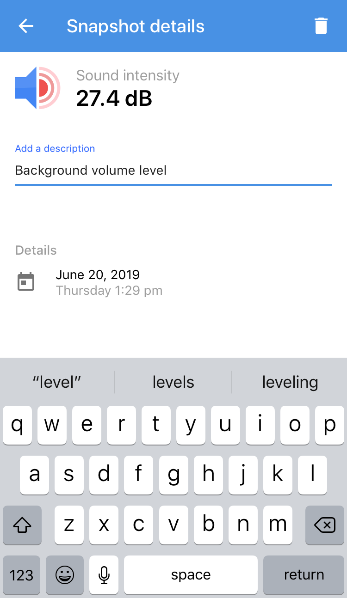 Snapshot details
Sound intensity
27.4 dB
Add a description
Background volume level
Details
June 20, 2019
Thursday 1:29 pm
“level” levels leveling
q w e r t y u i o p
a s d f g h j k l
z x c v b n m
123 space return